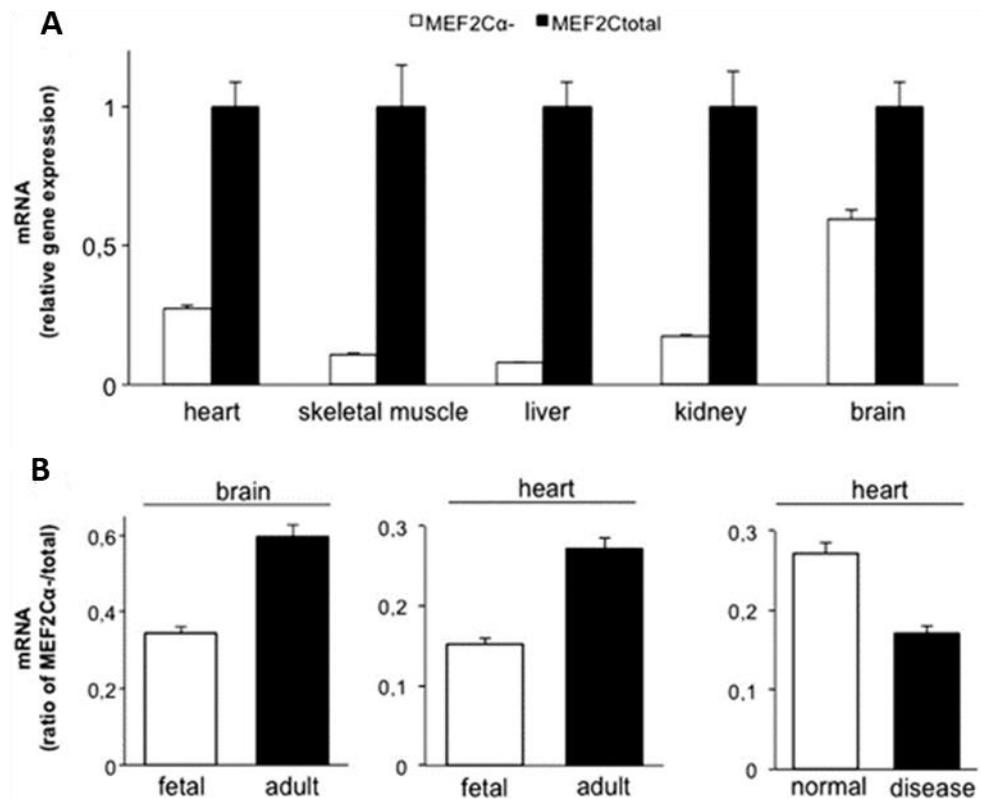 A
MEF2Cα- MEF2Ctotal
mRNA
(relative gene expression)
1
0,5
0
heart skeletal muscle liver kidney brain
B
brain
mRNA
(ratio of MEF2Cα-/total)
0,6
0,4
0,2
0
fetal adult
heart
0,3
0,2
0,1
0
fetal adult
heart
0,3
0,2
0,1
0
normal disease